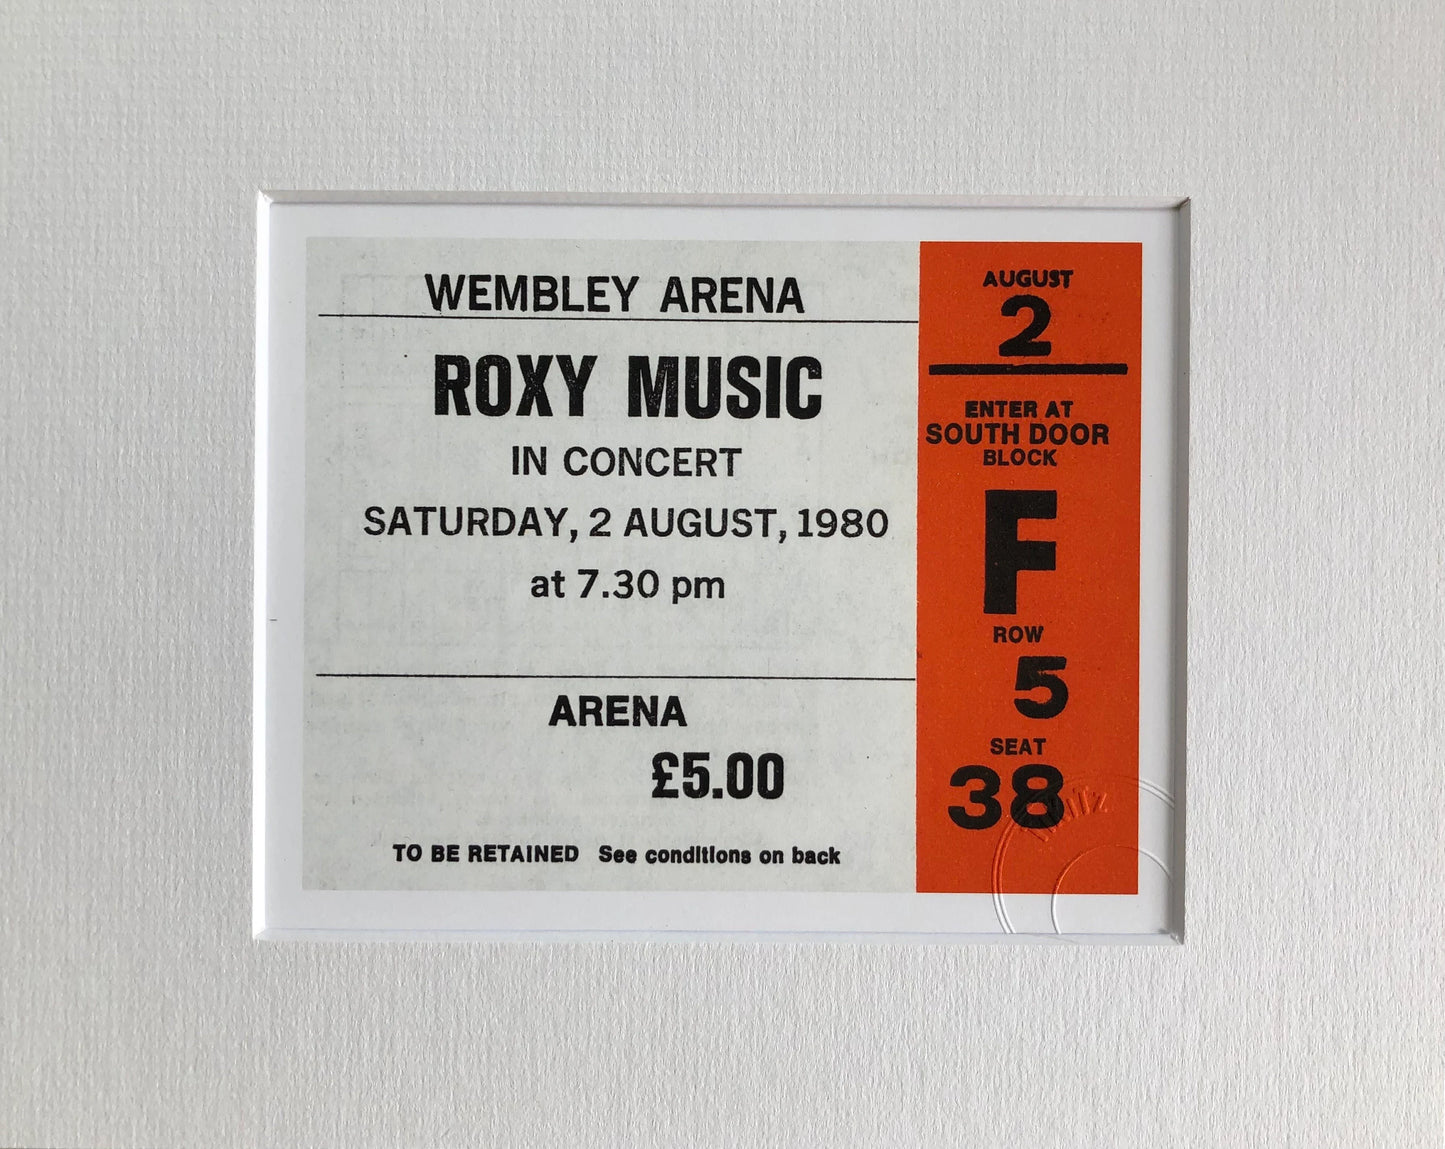 WEMBLEY ARENA
ROXY MUSIC
IN CONCERT
SATURDAY, 2 AUGUST, 1980
at 7.30 pm
ARENA
£5.00
TO BE RETAINED See conditions on back
AUGUST
2
ENTER AT
SOUTH DOOR
BLOCK
F
ROW
5
SEAT
38